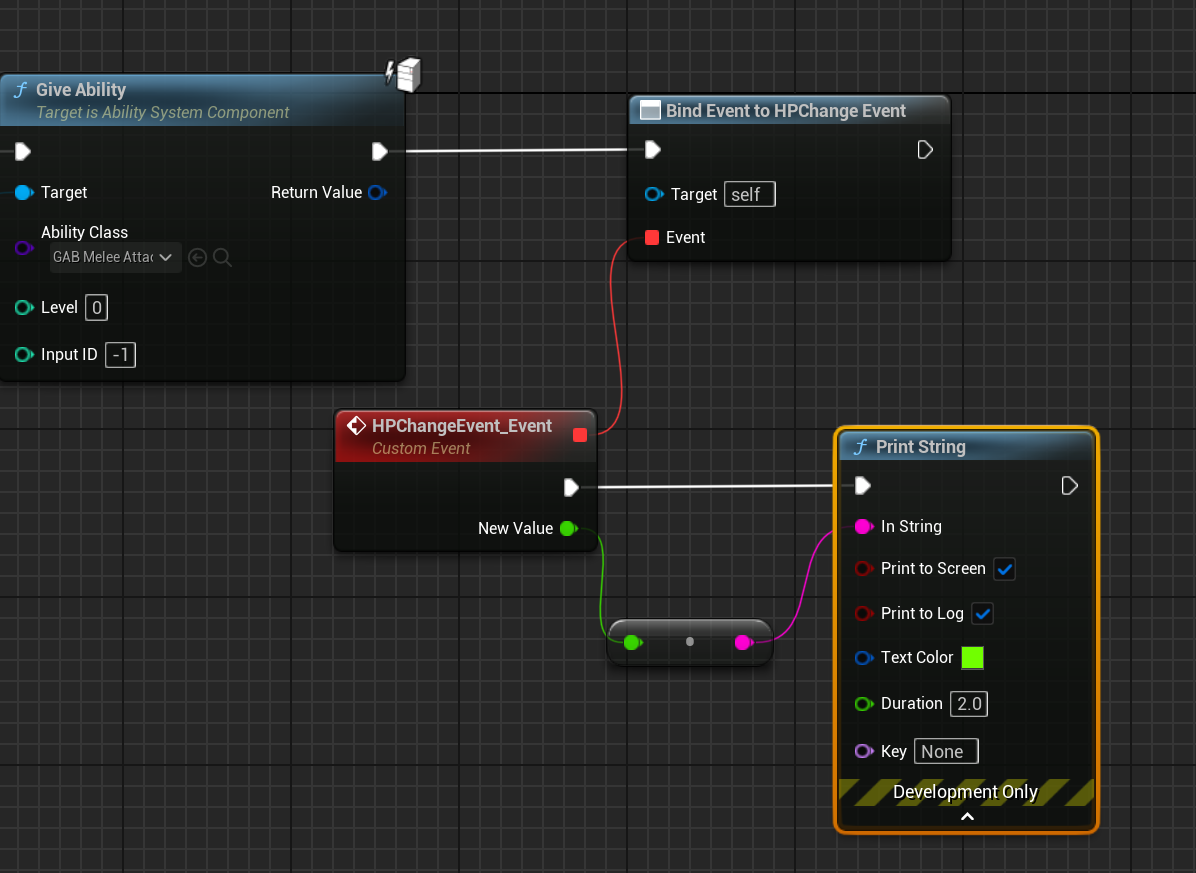 Give Ability
Target is Ability System Component
Target
Return Value
Ability Class
GAB Melee Attac
Level 0
Input ID -1
Bind Event to HPChange Event
Target self
Event
HPChangeEvent_Event
Custom Event
New Value
Print String
In String
Print to Screen
Print to Log
Text Color
Duration 2.0
Key None
Development Only